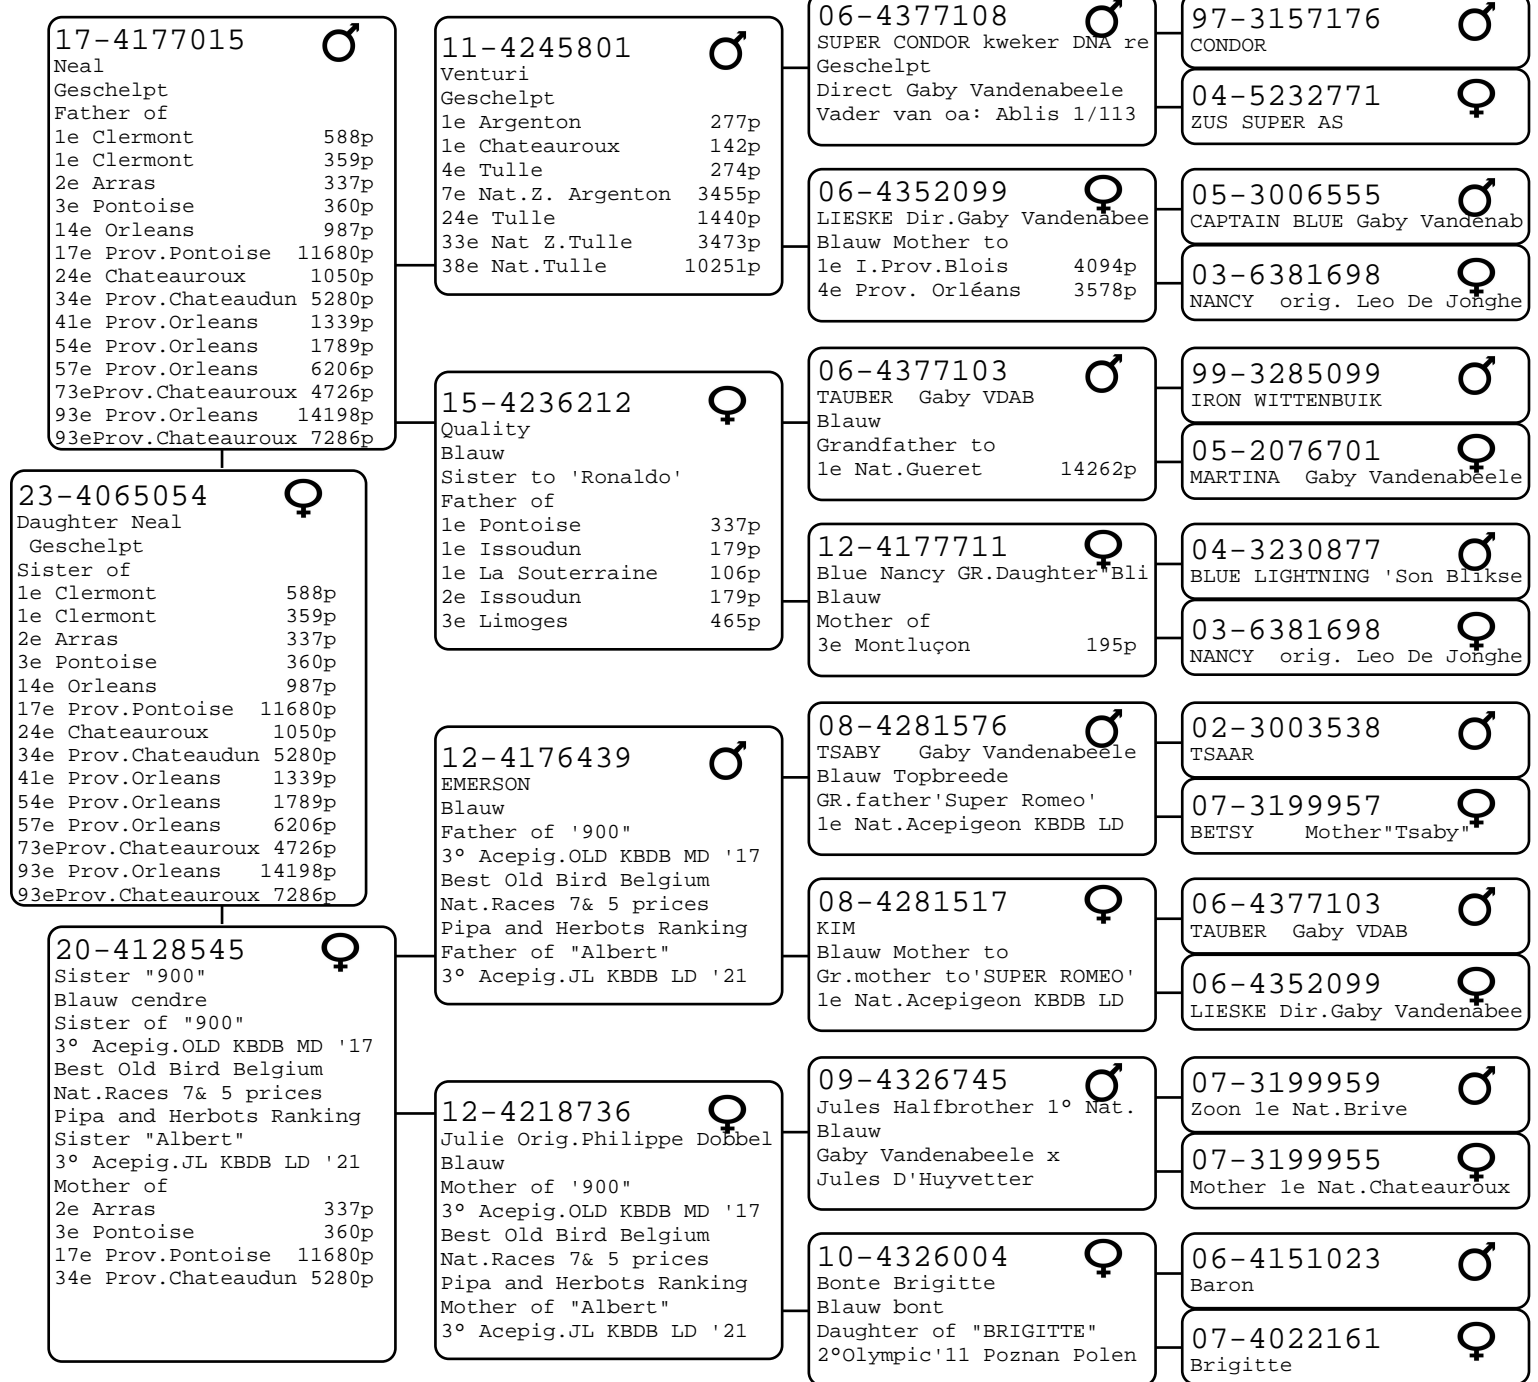 17-4177015
Neal
Geschelpt
Father of
1e Clermont 588p
1e Clermont 359p
2e Arras 337p
3e Pontoise 360p
14e Orleans 987p
17e Prov.Pontoise 11680p
24e Chateauroux 1050p
34e Prov.Chateaudun 5280p
41e Prov.Orleans 1339p
54e Prov.Orleans 1789p
57e Prov.Orleans 6206p
73eProv.Chateauroux 4726p
93e Prov.Orleans 14198p
93eProv.Chateauroux 7286p
23-4065054
Daughter Neal
Geschelpt
Sister of
1e Clermont 588p
1e Clermont 359p
2e Arras 337p
3e Pontoise 360p
14e Orleans 987p
17e Prov.Pontoise 11680p
24e Chateauroux 1050p
34e Prov.Chateaudun 5280p
41e Prov.Orleans 1339p
54e Prov.Orleans 1789p
57e Prov.Orleans 6206p
73eProv.Chateauroux 4726p
93e Prov.Orleans 14198p
93eProv.Chateauroux 7286p
20-4128545
Sister "900"
Blauw cendre
Sister of "900"
3° Acepig.OLD KBDB MD '17
Best Old Bird Belgium
Nat.Races 7& 5 prices
Pipa and Herbots Ranking
Sister "Albert"
3° Acepig.JL KBDB LD '21
Mother of
2e Arras 337p
3e Pontoise 360p
17e Prov.Pontoise 11680p
34e Prov.Chateaudun 5280p
11-4245801
Venturi
Geschelpt
1e Argenton 277p
1e Chateauroux 142p
4e Tulle 274p
7e Nat.Z. Argenton 3455p
24e Tulle 1440p
33e Nat Z.Tulle 3473p
38e Nat.Tulle 10251p
15-4236212
Quality
Blauw
Sister to 'Ronaldo'
Father of
1e Pontoise 337p
1e Issoudun 179p
1e La Souterraine 106p
2e Issoudun 179p
3e Limoges 465p
12-4176439
EMERSON
Blauw
Father of '900"
3° Acepig.OLD KBDB MD '17
Best Old Bird Belgium
Nat.Races 7& 5 prices
Pipa and Herbots Ranking
Father of "Albert"
3° Acepig.JL KBDB LD '21
12-4218736
Julie Orig.Philippe Dobbel
Blauw
Mother of '900"
3° Acepig.OLD KBDB MD '17
Best Old Bird Belgium
Nat.Races 7& 5 prices
Pipa and Herbots Ranking
Mother of "Albert"
3° Acepig.JL KBDB LD '21
06-4377108
SUPER CONDOR kweker DNA re
Geschelpt
Direct Gaby Vandenabeele
Vader van oa: Ablis 1/113
06-4352099
LIESKE Dir.Gaby Vandenabee
Blauw Mother to
1e I.Prov.Blois 4094p
4e Prov. Orléans 3578p
06-4377103
TAUBER Gaby VDAB
Blauw
Grandfather to
1e Nat.Gueret 14262p
12-4177711
Blue Nancy GR.Daughter"Bli
Blauw
Mother of
3e Montluçon 195p
08-4281576
TSABY Gaby Vandenabeele
Blauw Topbreede
GR.father'Super Romeo'
1e Nat.Acepigeon KBDB LD
08-4281517
KIM
Blauw Mother to
Gr.mother to'SUPER ROMEO'
1e Nat.Acepigeon KBDB LD
09-4326745
Jules Halfbrother 1° Nat.
Blauw
Gaby Vandenabeele x
Jules D'Huyvetter
10-4326004
Bonte Brigitte
Blauw bont
Daughter of "BRIGITTE"
2°Olympic'11 Poznan Polen
97-3157176
CONDOR
04-5232771
ZUS SUPER AS
05-3006555
CAPTAIN BLUE Gaby Vandenab
03-6381698
NANCY orig. Leo De Jonghe
99-3285099
IRON WITTENBUIK
05-2076701
MARTINA Gaby Vandenabeele
04-3230877
BLUE LIGHTNING 'Son Blikse
03-6381698
NANCY orig. Leo De Jonghe
02-3003538
TSAAR
07-3199957
BETSY Mother"Tsaby"
06-4377103
TAUBER Gaby VDAB
06-4352099
LIESKE Dir.Gaby Vandenabee
07-3199959
Zoon 1e Nat.Brive
07-3199955
Mother 1e Nat.Chateauroux
06-4151023
Baron
07-4022161
Brigitte